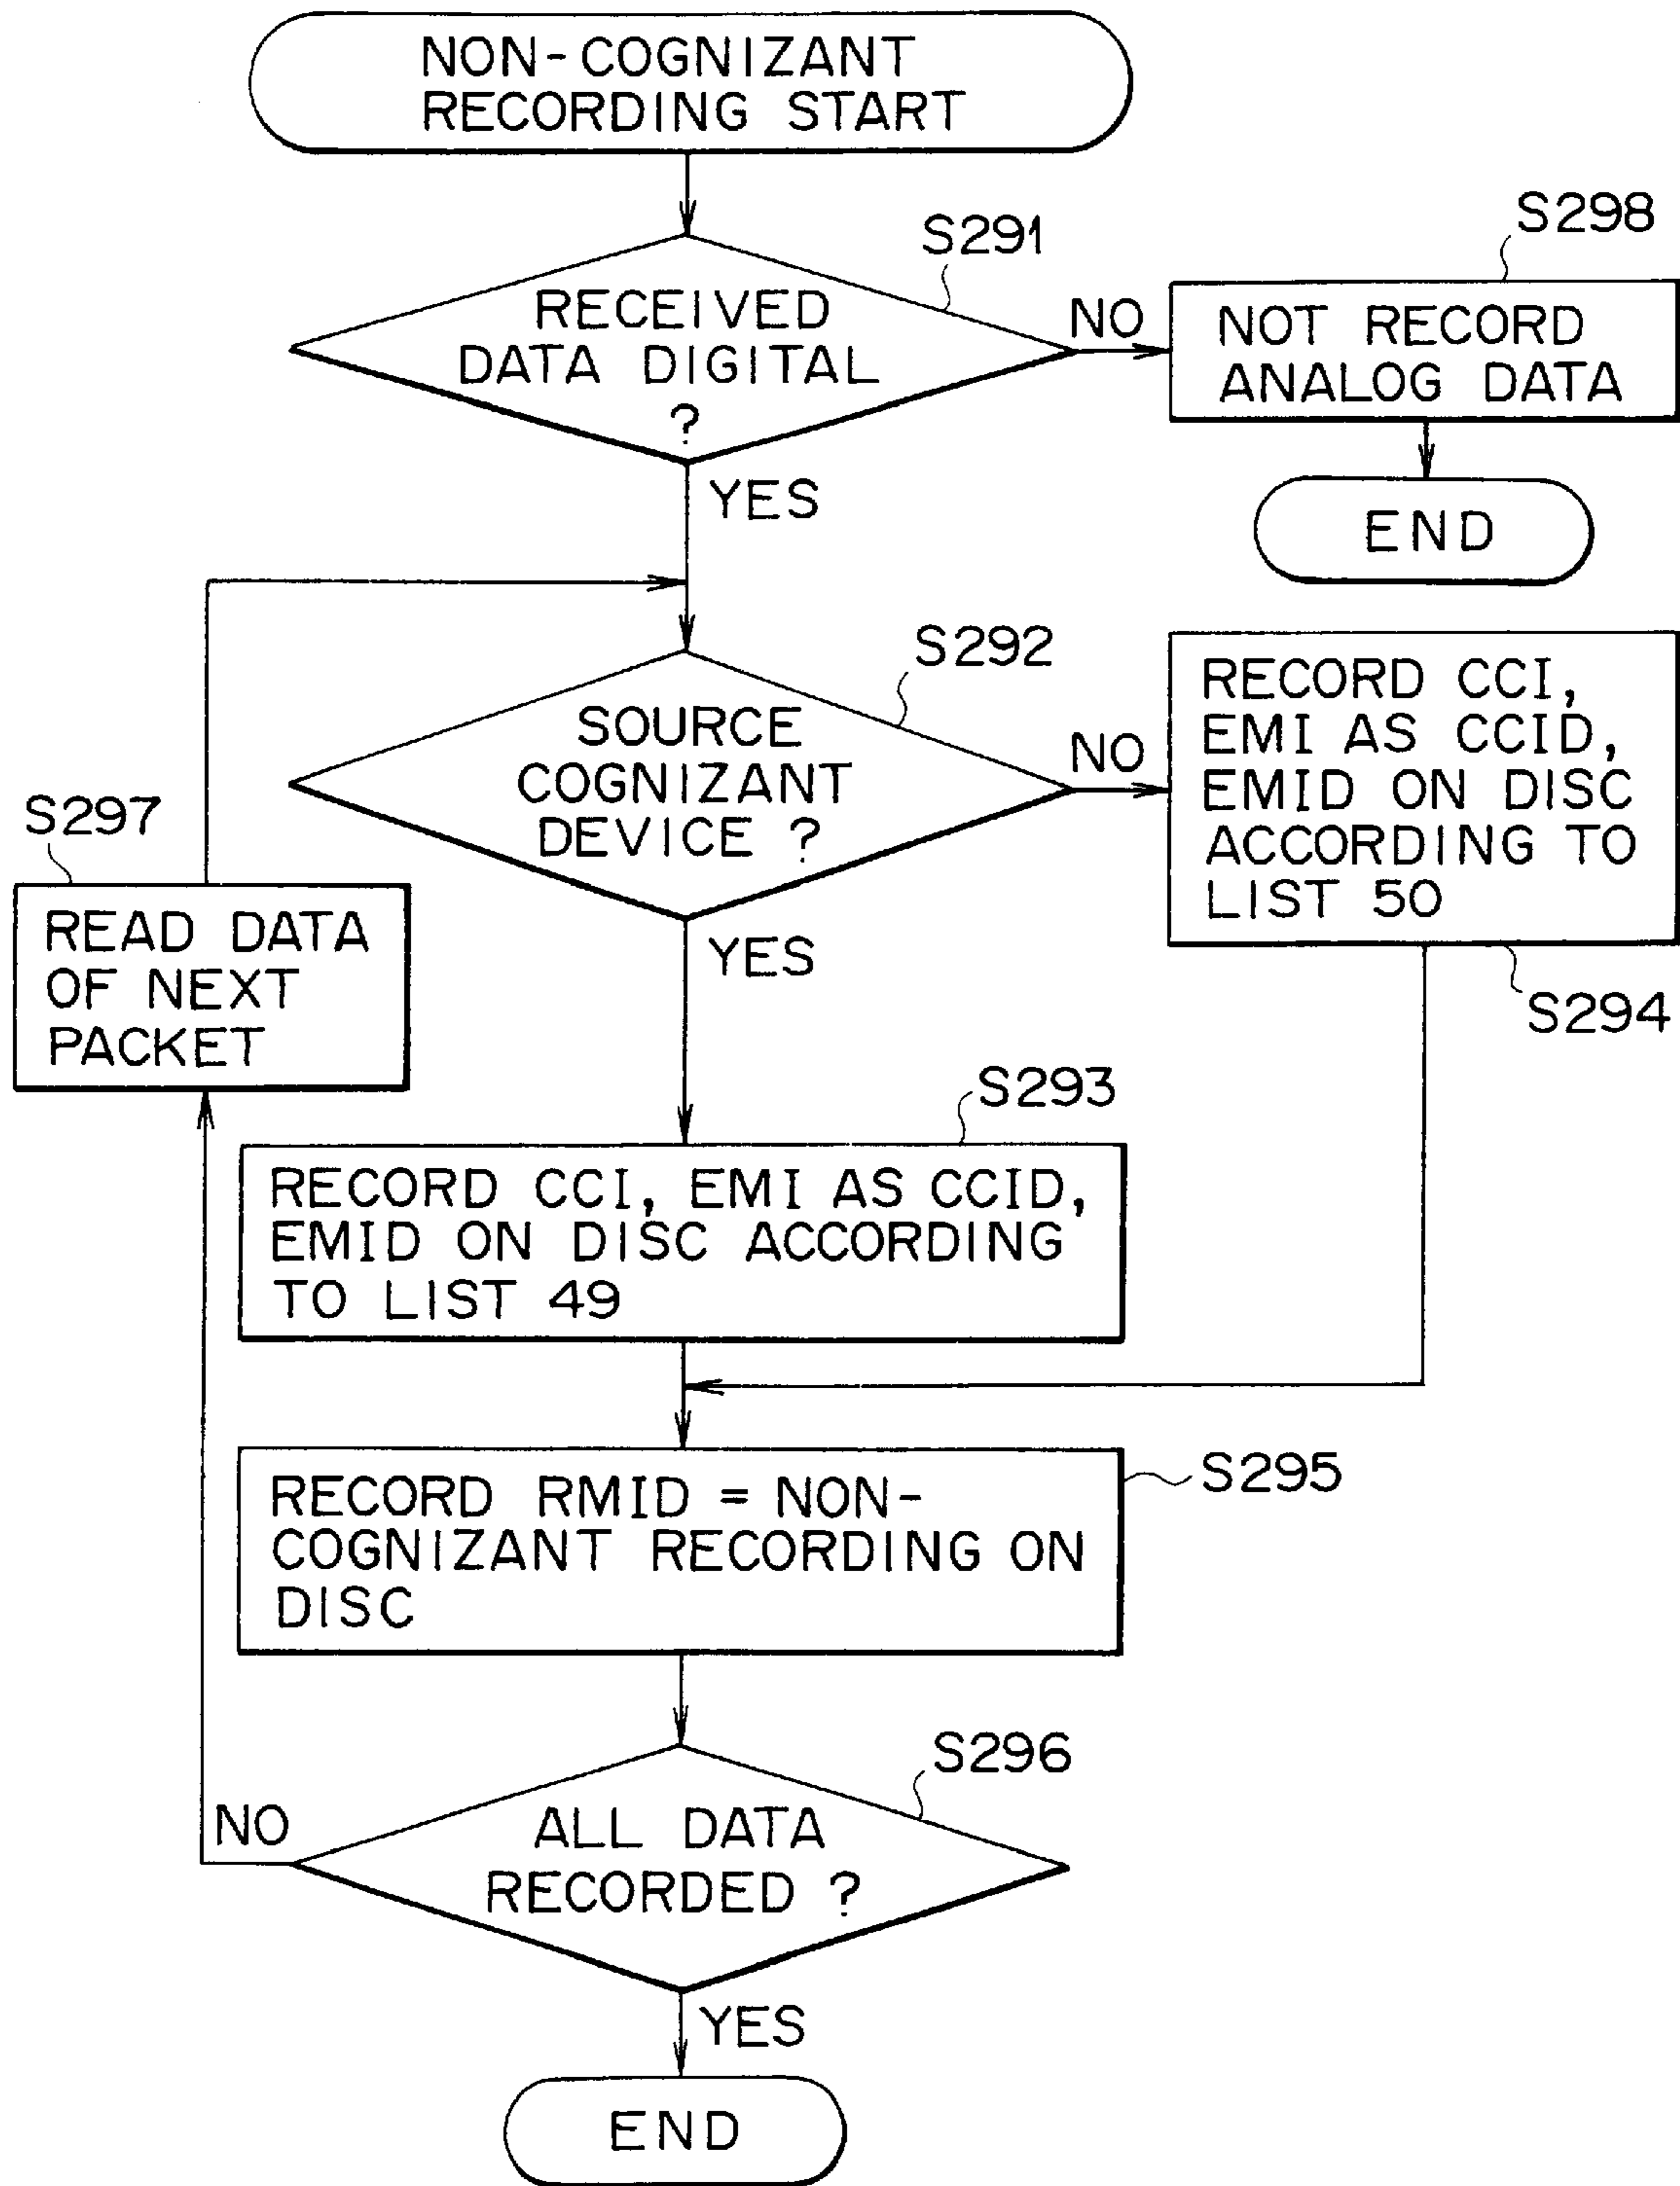 NON-COGNIZANT
RECORDING START
S291
RECEIVED
DATA DIGITAL
?
NO
S298
NOT RECORD
ANALOG DATA
END
YES
S292
SOURCE
COGNIZANT
DEVICE ?
NO
RECORD CCI,
EMI AS CCID,
EMID ON DISC
ACCORDING TO
LIST 50
S294
S297
READ DATA
OF NEXT
PACKET
YES
S293
RECORD CCI, EMI AS CCID,
EMID ON DISC ACCORDING
TO LIST 49
S295
RECORD RMID = NON-
COGNIZANT RECORDING ON
DISC
S296
ALL DATA
RECORDED ?
NO
YES
END